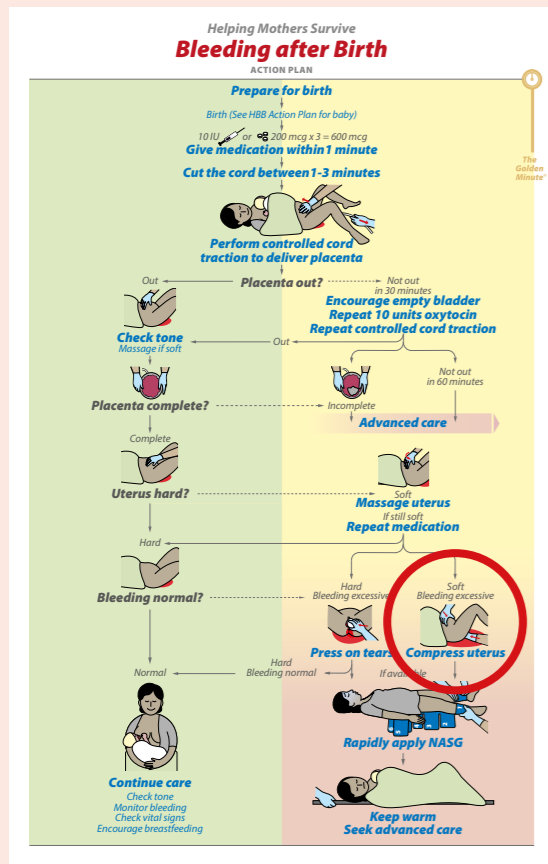 Helping Mothers Survive
Bleeding after Birth
ACTION PLAN
Prepare for birth
Birth (See HBB Action Plan for baby)
10 IU or 200 mcg x 3 = 600 mcg
Give medication within 1 minute
Cut the cord between 1-3 minutes
The
Golden
Minute®
Perform controlled cord
traction to deliver placenta
Out
Placenta out?
Not out
in 30 minutes
Encourage empty bladder
Repeat 10 units oxytocin
Repeat controlled cord traction
Check tone
Massage if soft
Out
Not out
in 60 minutes
Placenta complete?
Incomplete
Advanced care
Complete
Uterus hard?
Soft
Massage uterus
If still soft
Repeat medication
Hard
Bleeding normal?
Hard
Bleeding excessive
Soft
Bleeding excessive
Press on tears
Compress uterus
Normal
Hard
Bleeding normal
If available
Rapidly apply NASG
Continue care
Check tone
Monitor bleeding
Check vital signs
Encourage breastfeeding
Keep warm
Seek advanced care